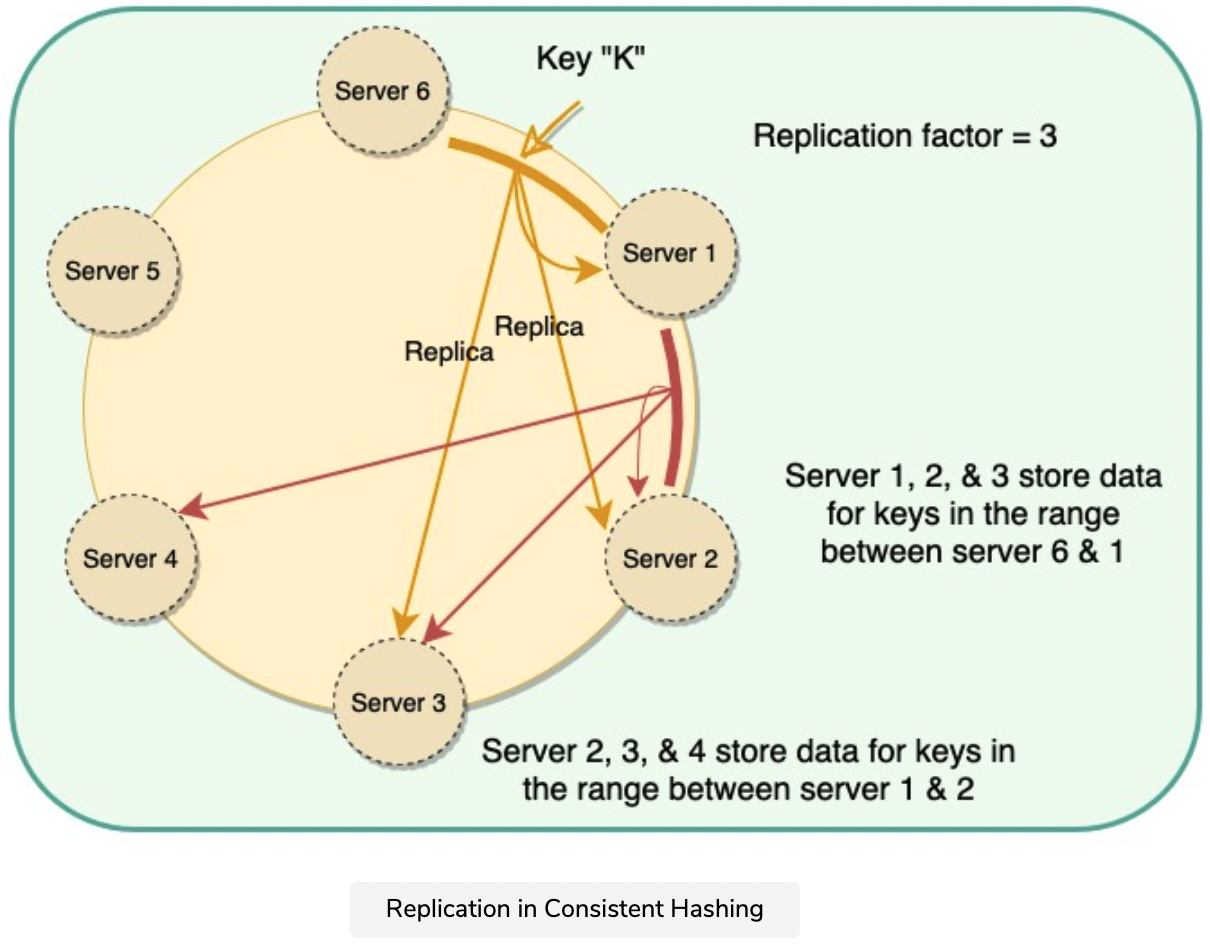 Server 6
Key "K"
Replication factor = 3
Server 5
Server 1
Replica
Replica
Server 4
Server 2
Server 1, 2, & 3 store data
for keys in the range
between server 6 & 1
Server 3
Server 2, 3, & 4 store data for keys in
the range between server 1 & 2
Replication in Consistent Hashing